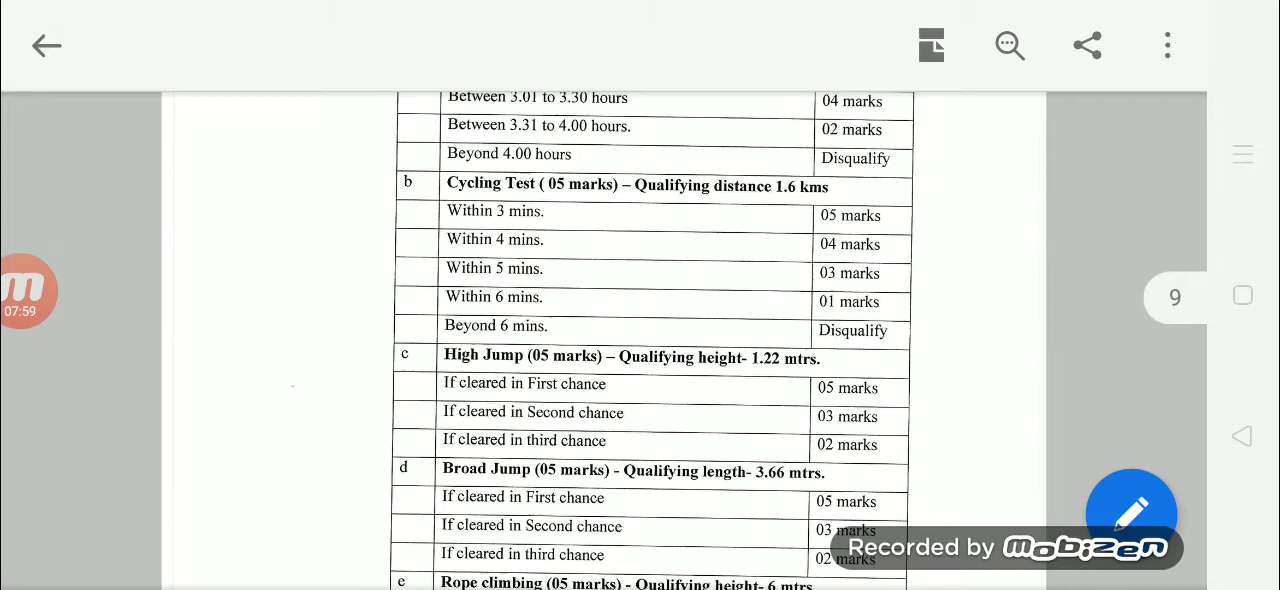 Between 3.01 to 3.30 hours 04 marks
Between 3.31 to 4.00 hours. 02 marks
Beyond 4.00 hours Disqualify
b Cycling Test ( 05 marks) – Qualifying distance 1.6 kms
Within 3 mins. 05 marks
Within 4 mins. 04 marks
Within 5 mins. 03 marks
Within 6 mins. 01 marks
Beyond 6 mins. Disqualify
c High Jump (05 marks) – Qualifying height- 1.22 mtrs.
If cleared in First chance 05 marks
If cleared in Second chance 03 marks
If cleared in third chance 02 marks
d Broad Jump (05 marks) - Qualifying length- 3.66 mtrs.
If cleared in First chance 05 marks
If cleared in Second chance 03 marks
If cleared in third chance 02 marks
e Rope climbing (05 marks) - Qualifying height- 6 mtrs
m
07:59
9
Recorded by mobizen